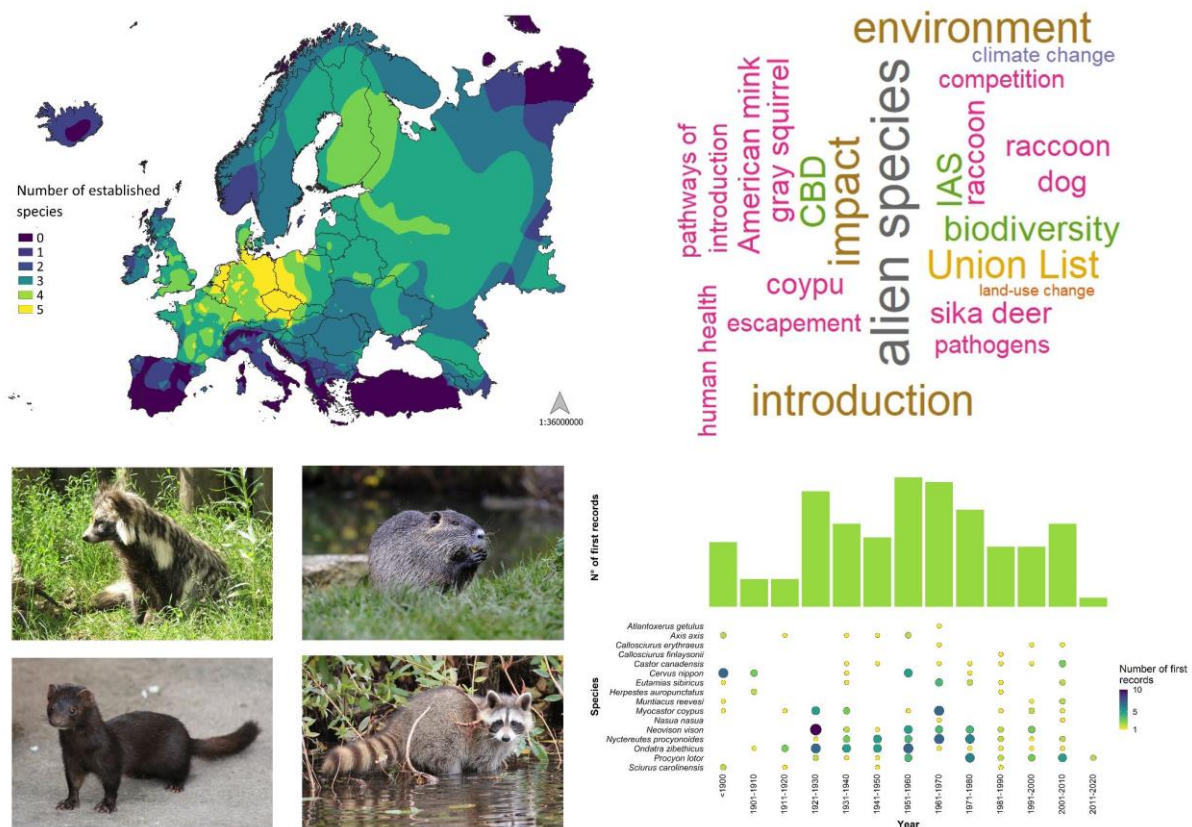 Number of established
species
0
1
2
3
4
5
1:36000000
environment
climate change
competition
pathways of
introduction
American mink
gray squirrel
CBD
impact
alien species
IAS
raccoon
raccoon
dog
biodiversity
Union List
land-use change
coypu
sika deer
escapement
pathogens
human health
introduction
N° of first records
Species
Atlantoxerus getulus
Axis axis
Callosciurus erythraeus
Callosciurus finlaysonii
Castor canadensis
Cervus nippon
Eutamias sibiricus
Herpestes auropunctatus
Muntiacus reevesi
Myocastor coypus
Nasua nasua
Neovison vison
Nyctereutes procyonoides
Ondatra zibethicus
Procyon lotor
Sciurus carolinensis
<1900
1901-1910
1911-1920
1921-1930
1931-1940
1941-1950
1951-1960
1961-1970
1971-1980
1981-1990
1991-2000
2001-2010
2011-2020
Year
Number of first
records
10
5
1